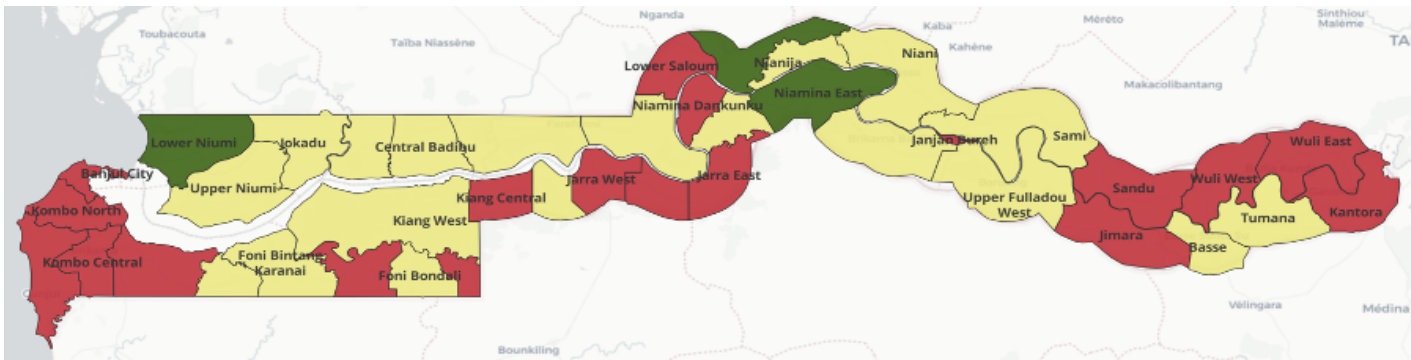 Nganda
Kaba
Méréto
Sinthiou
Malème
Toubacouta
Taïba Niassène
Kahène
TA
Niani
Nianija
Lower Saloum
Makacolibantang
Niamina East
Niamina Dankunku
Lower Niumi
Jokadu
Central Badibu
Janjan Bureh
Sami
Wuli East
Banjul City
Upper Niumi
Jarra West
Jarra East
Sandu
Wuli West
Kiang Central
Upper Fulladou
West
Kombo North
Kiang West
Tumana
Kantora
Jimara
Basse
Foni Bintang
Karanai
Kombo Central
Foni Bondali
Vélingara
Médina
Bounkiling